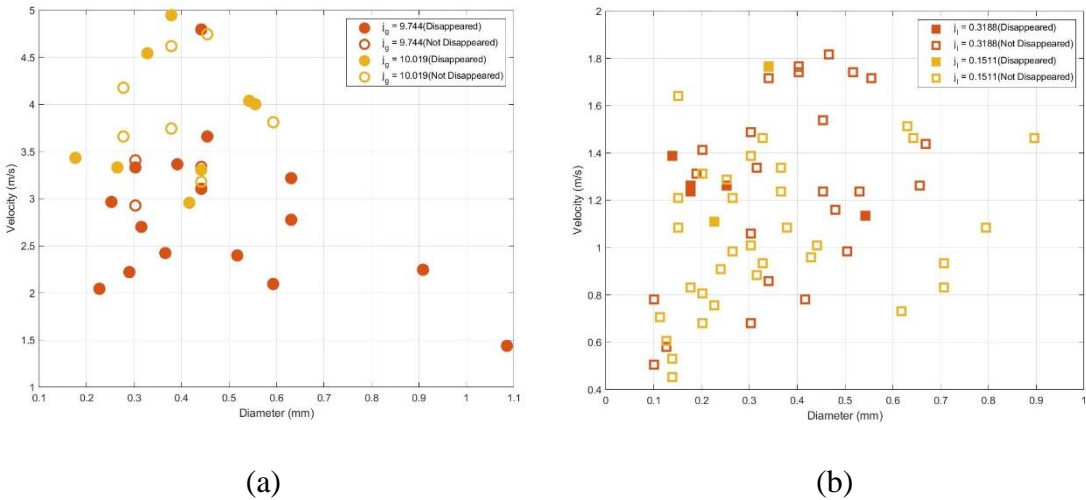 5
4.5
4
3.5
3
2.5
2
1.5
1
0.1 0.2 0.3 0.4 0.5 0.6 0.7 0.8 0.9 1 1.1
Velocity (m/s)
Diameter (mm)
j_g = 9.744(Disappeared)
j_g = 9.744(Not Disappeared)
j_g = 10.019(Disappeared)
j_g = 10.019(Not Disappeared)
(a)
2
1.8
1.6
1.4
1.2
1
0.8
0.6
0.4
0 0.1 0.2 0.3 0.4 0.5 0.6 0.7 0.8 0.9 1
Velocity (m/s)
Diameter (mm)
j_l = 0.3188(Disappeared)
j_l = 0.3188(Not Disappeared)
j_l = 0.1511(Disappeared)
j_l = 0.1511(Not Disappeared)
(b)